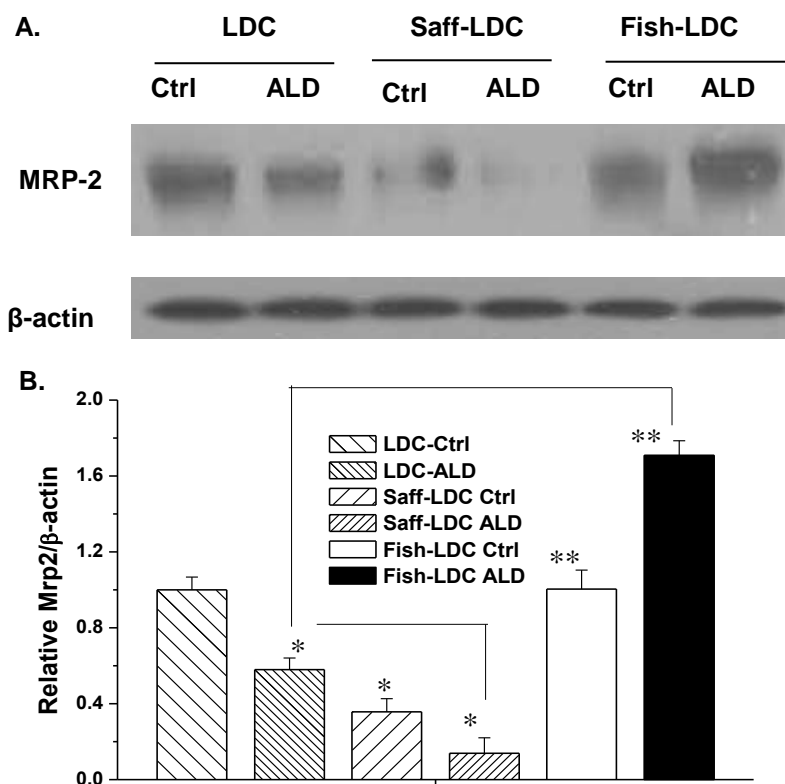 A.
LDC Saff-LDC Fish-LDC
Ctrl ALD Ctrl ALD Ctrl ALD
MRP-2
β-actin
B.
Relative Mrp2/β-actin
2.0
1.6
1.2
0.8
0.4
0.0
LDC-Ctrl
LDC-ALD
Saff-LDC Ctrl
Saff-LDC ALD
Fish-LDC Ctrl
Fish-LDC ALD
*
*
*
**
**